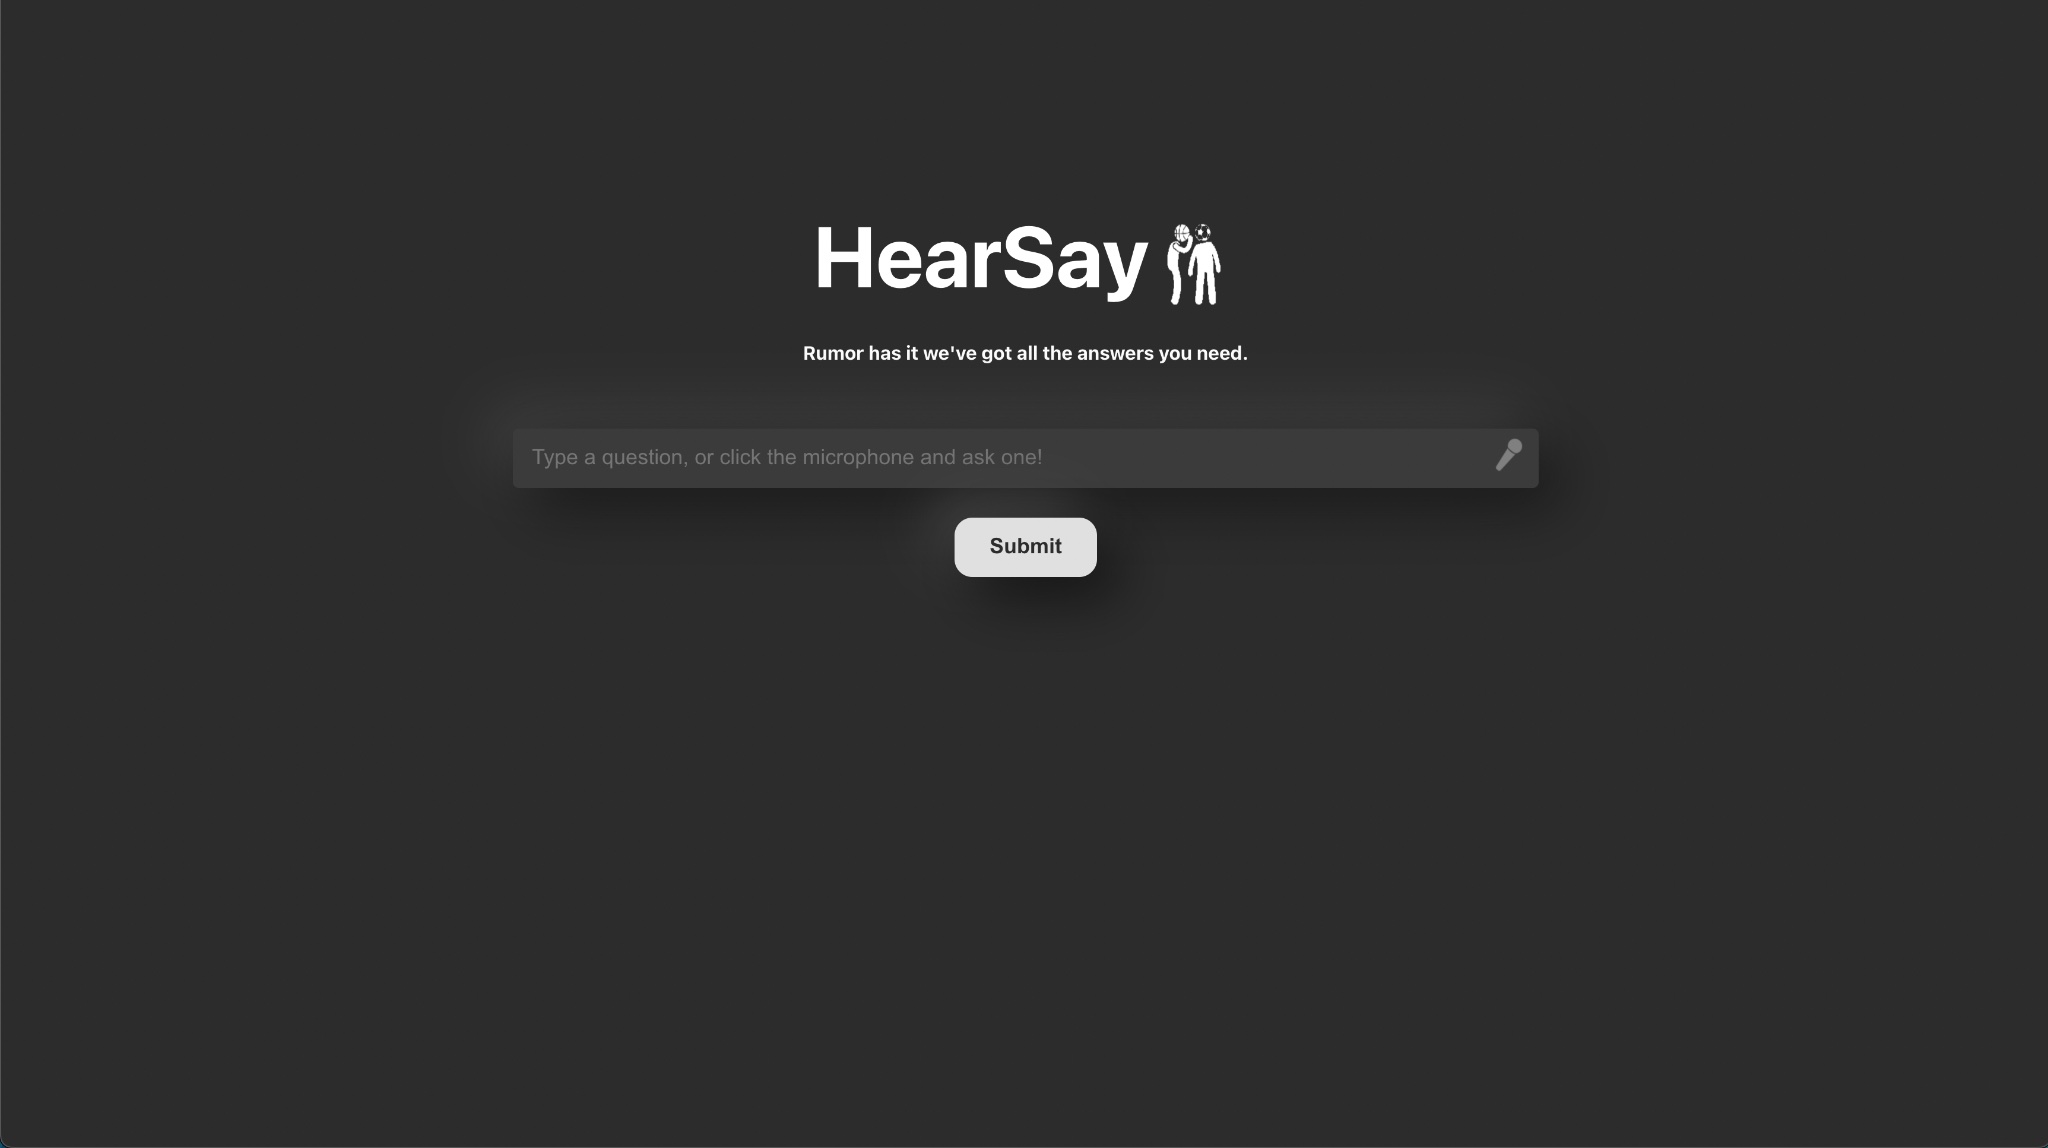 HearSay
Rumor has it we've got all the answers you need.
Type a question, or click the microphone and ask one!
Submit